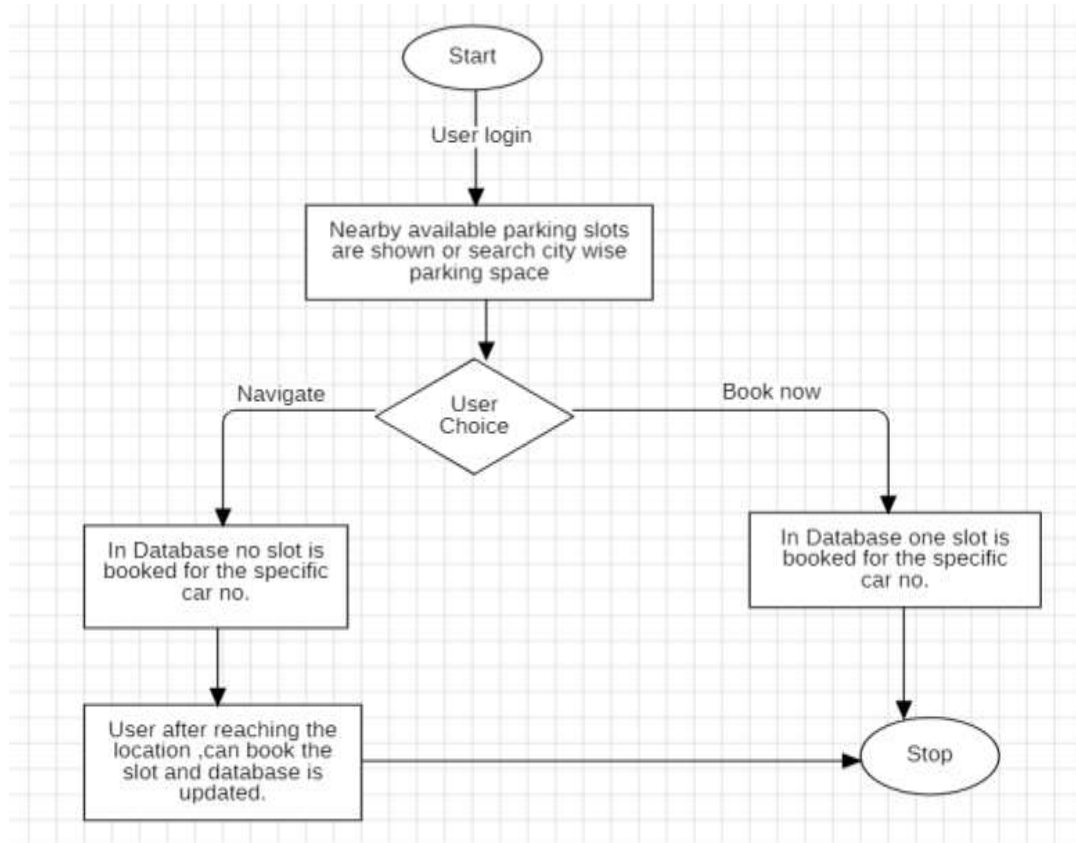 Start
User login
Nearby available parking slots
are shown or search city wise
parking space
User
Choice
Navigate
Book now
In Database no slot is
booked for the specific
car no.
In Database one slot is
booked for the specific
car no.
User after reaching the
location ,can book the
slot and database is
updated.
Stop